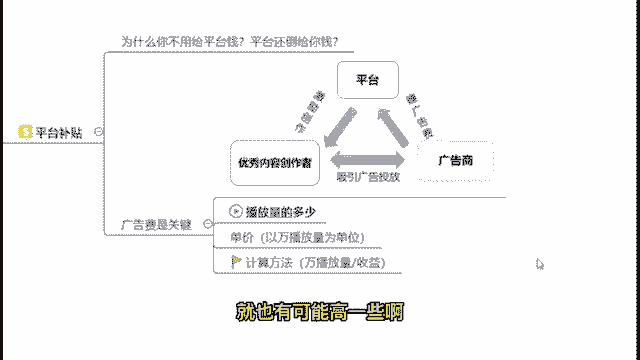 为什么你不用给平台钱？平台还倒给你钱？
平台
平台补贴
优秀内容创作者
广告商
吸引广告投放
广告费是关键
播放量的多少
单价（以万播放量为单位）
计算方法（万播放量/收益）
就也有可能高一些啊